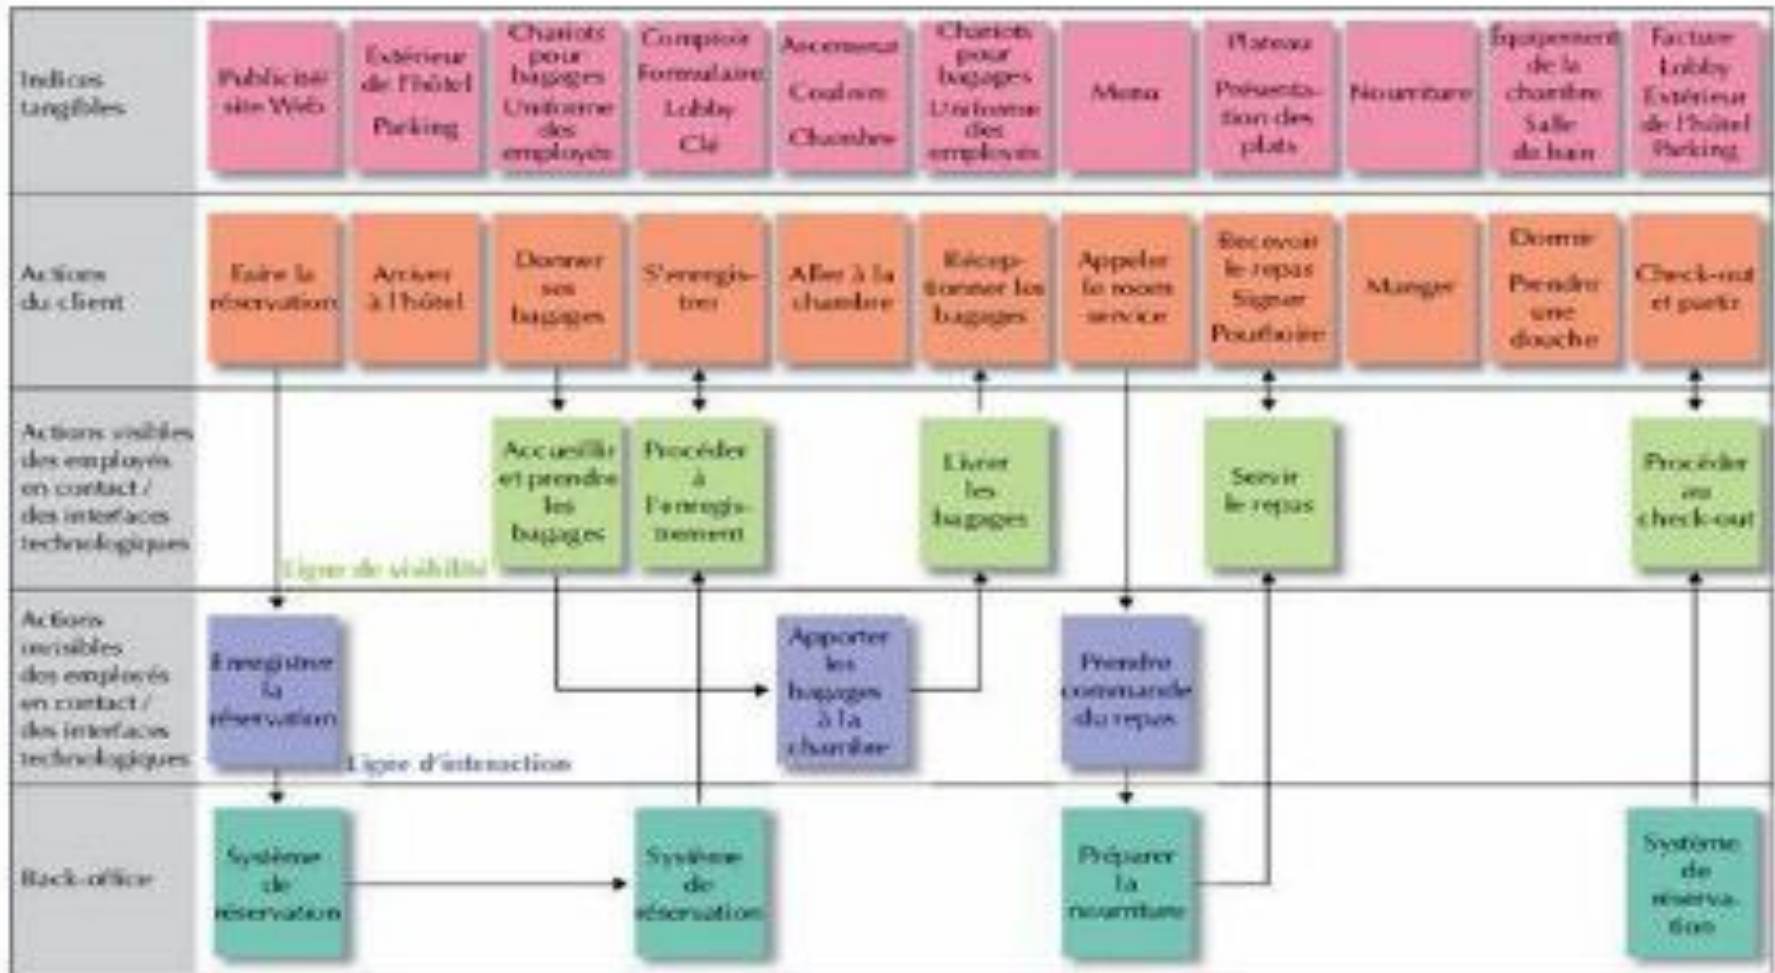 Indices
tangibles
Publicité
site Web
Extérieur
de l'hôtel
Parking
Chariots
pour
bagages
Uniforme
des
employés
Comptoir
Formulaire
Lobby
Clé
Ascenseur
Couloirs
Chambre
Chariots
pour
bagages
Uniforme
des
employés
Menu
Plateau
Présenta-
tion des
plats
Nourriture
Équipement
de la
chambre
Salle
de bain
Facture
Lobby
Extérieur
de l'hôtel
Parking
Actions
du client
Faire la
réservation
Arriver
à l'hôtel
Donner
ses
bagages
S'enregis-
trer
Aller à la
chambre
Récep-
tionner les
bagages
Appeler
le room
service
Recevoir
le repas
Signer
Pourboire
Manger
Dormir
Prendre
une
douche
Check-out
et partir
Actions visibles
des employés
en contact /
des interfaces
technologiques
Accueillir
et prendre
les
bagages
Procéder
à
l'enregis-
trement
Livrer
les
bagages
Servir
le repas
Procéder
au
check-out
Ligne de visibilité
Actions
invisibles
des employés
en contact /
des interfaces
technologiques
Enregistrer
la
réservation
Apporter
les
bagages
à la
chambre
Prendre
commande
du repas
Ligne d'interaction
Back-office
Système
de
réservation
Système
de
réservation
Préparer
la
nourriture
Système
de
réserva-
tion